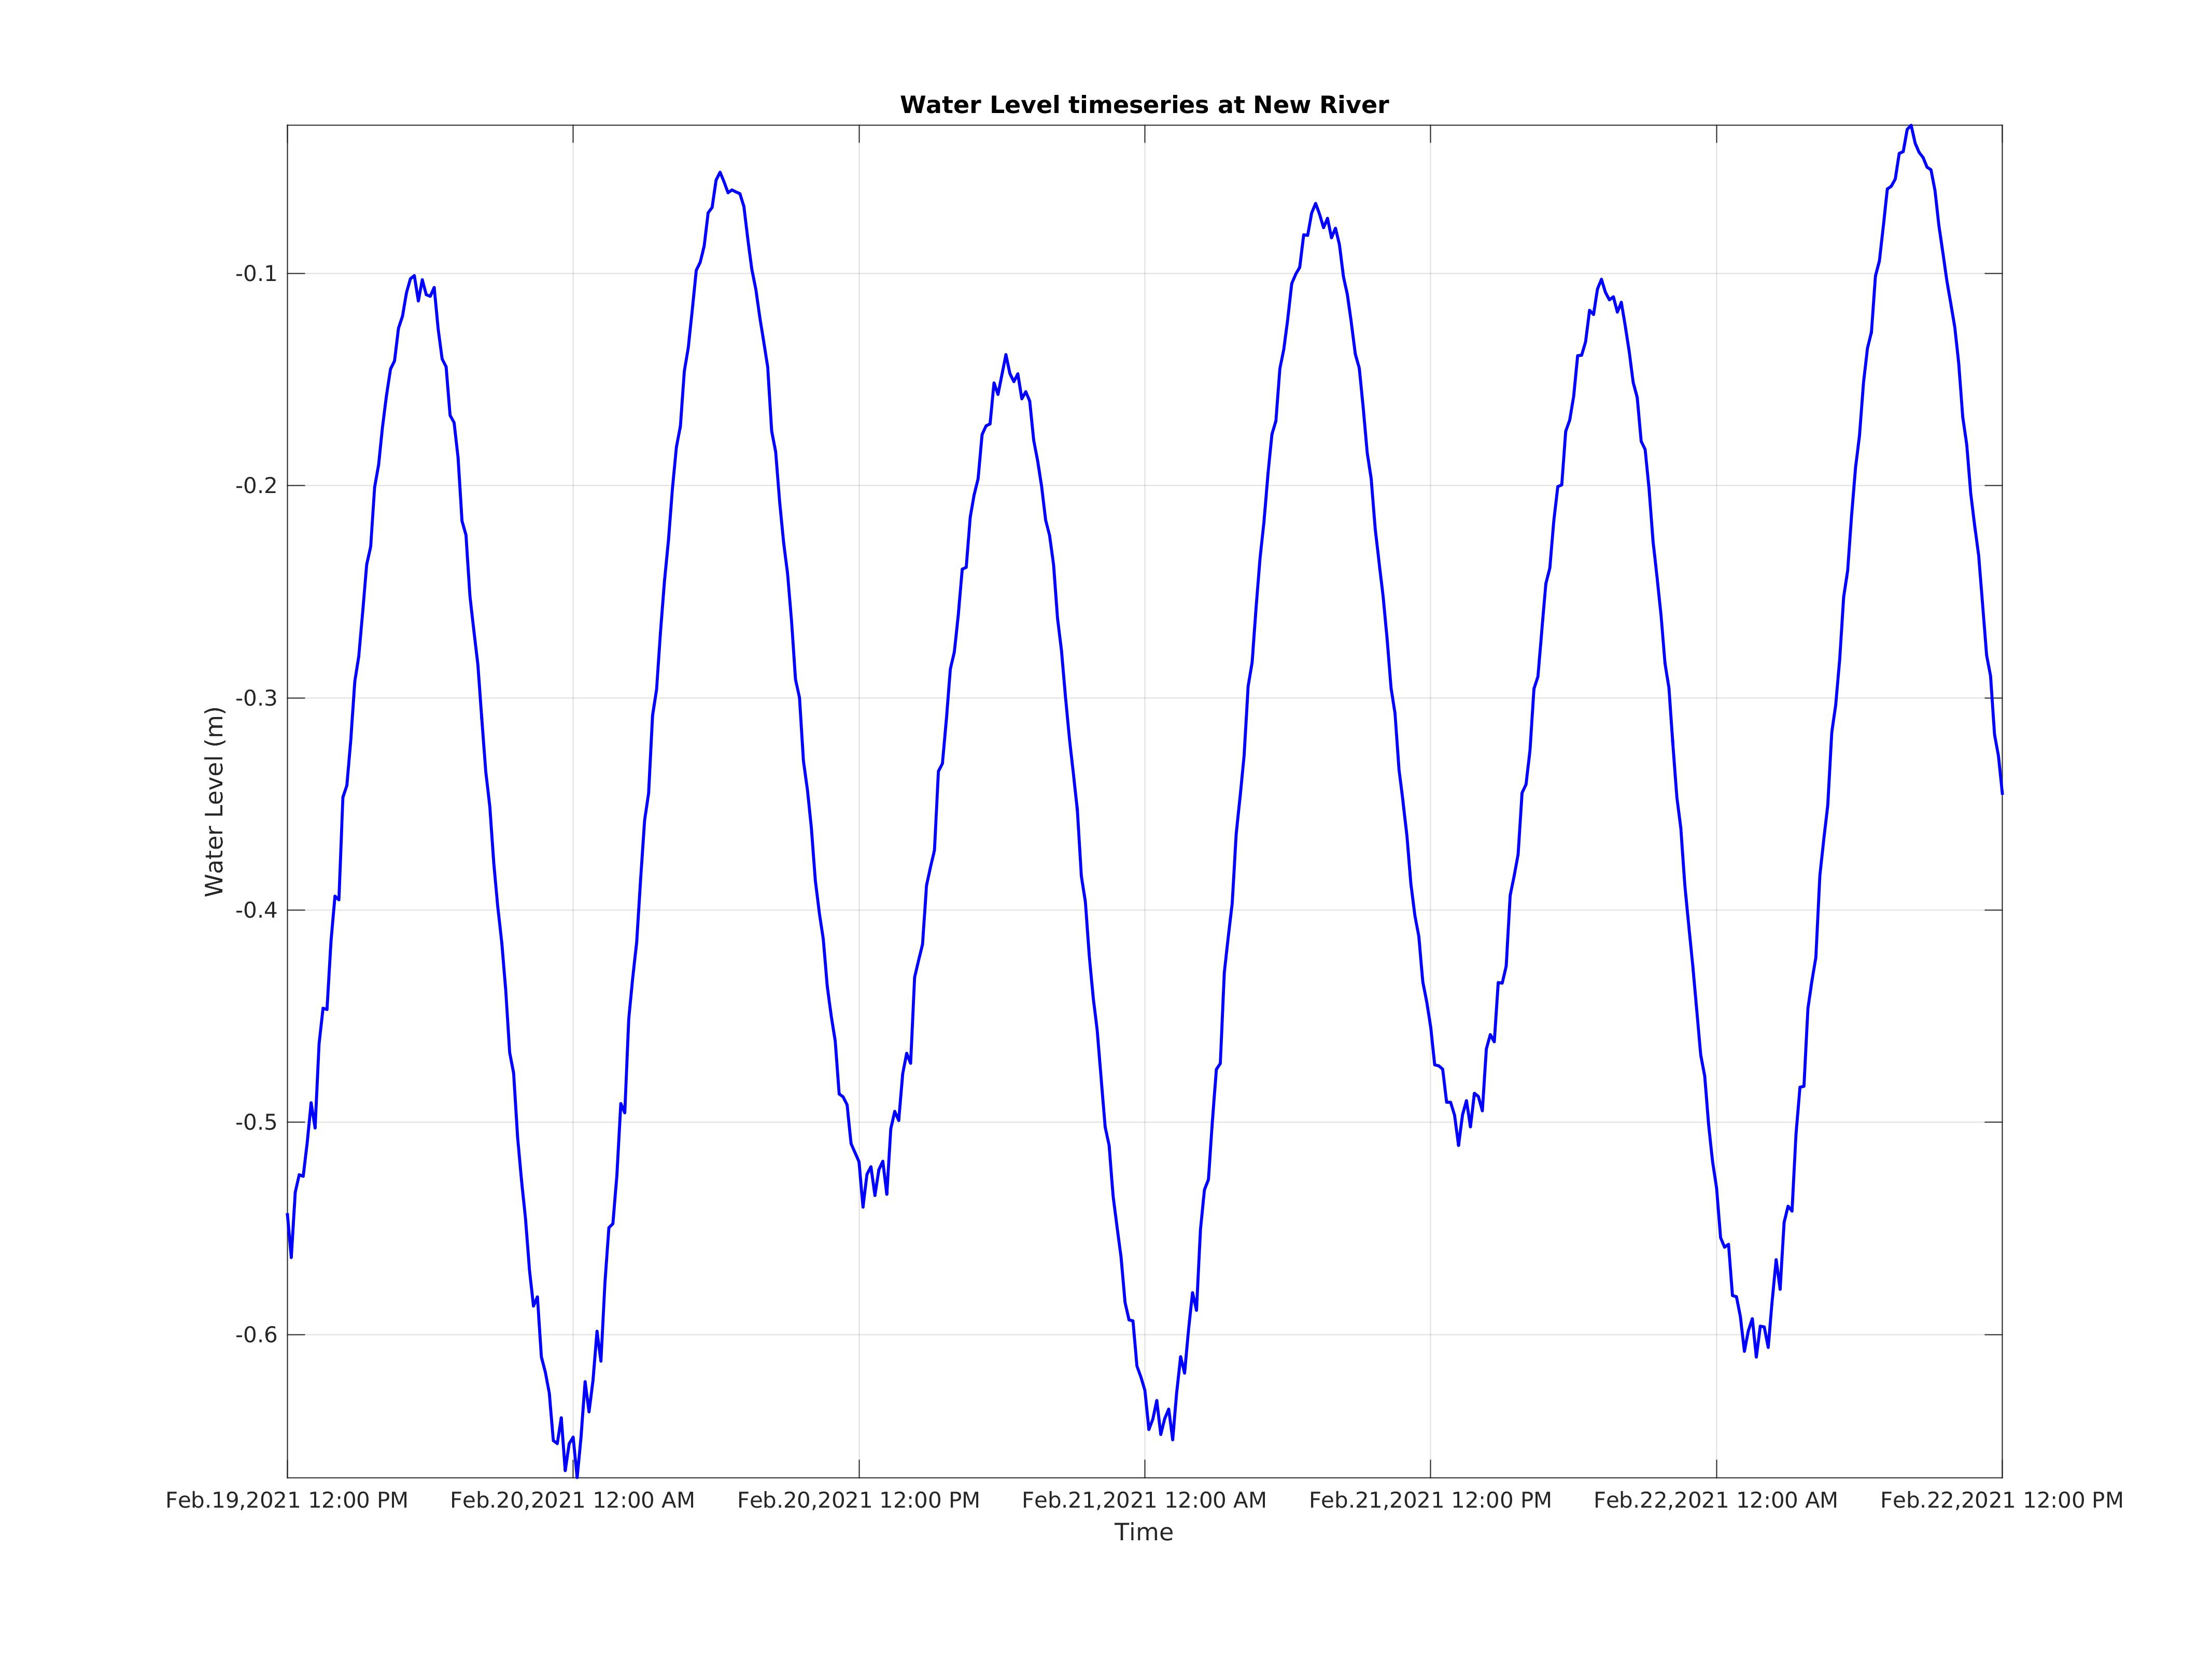 Water Level timeseries at New River
-0.1
-0.2
-0.3
-0.4
-0.5
-0.6
Water Level (m)
Feb.19,2021 12:00 PM
Feb.20,2021 12:00 AM
Feb.20,2021 12:00 PM
Feb.21,2021 12:00 AM
Feb.21,2021 12:00 PM
Feb.22,2021 12:00 AM
Feb.22,2021 12:00 PM
Time